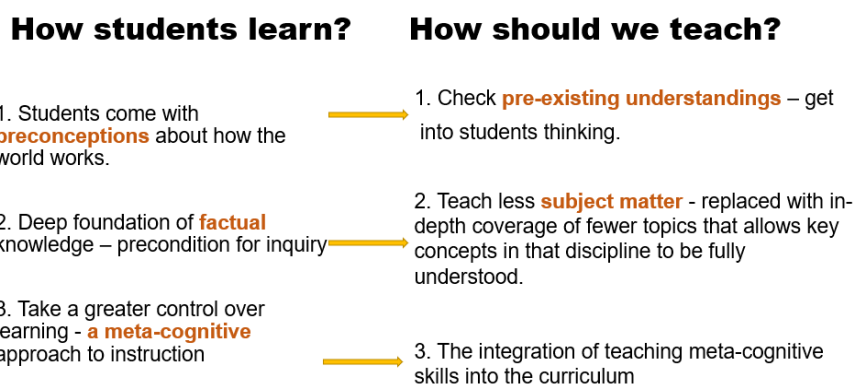 How students learn?
1. Students come with
preconceptions about how the
world works.
2. Deep foundation of factual
knowledge – precondition for inquiry
3. Take a greater control over
learning - a meta-cognitive
approach to instruction
How should we teach?
1. Check pre-existing understandings – get
into students thinking.
2. Teach less subject matter - replaced with in-
depth coverage of fewer topics that allows key
concepts in that discipline to be fully
understood.
3. The integration of teaching meta-cognitive
skills into the curriculum